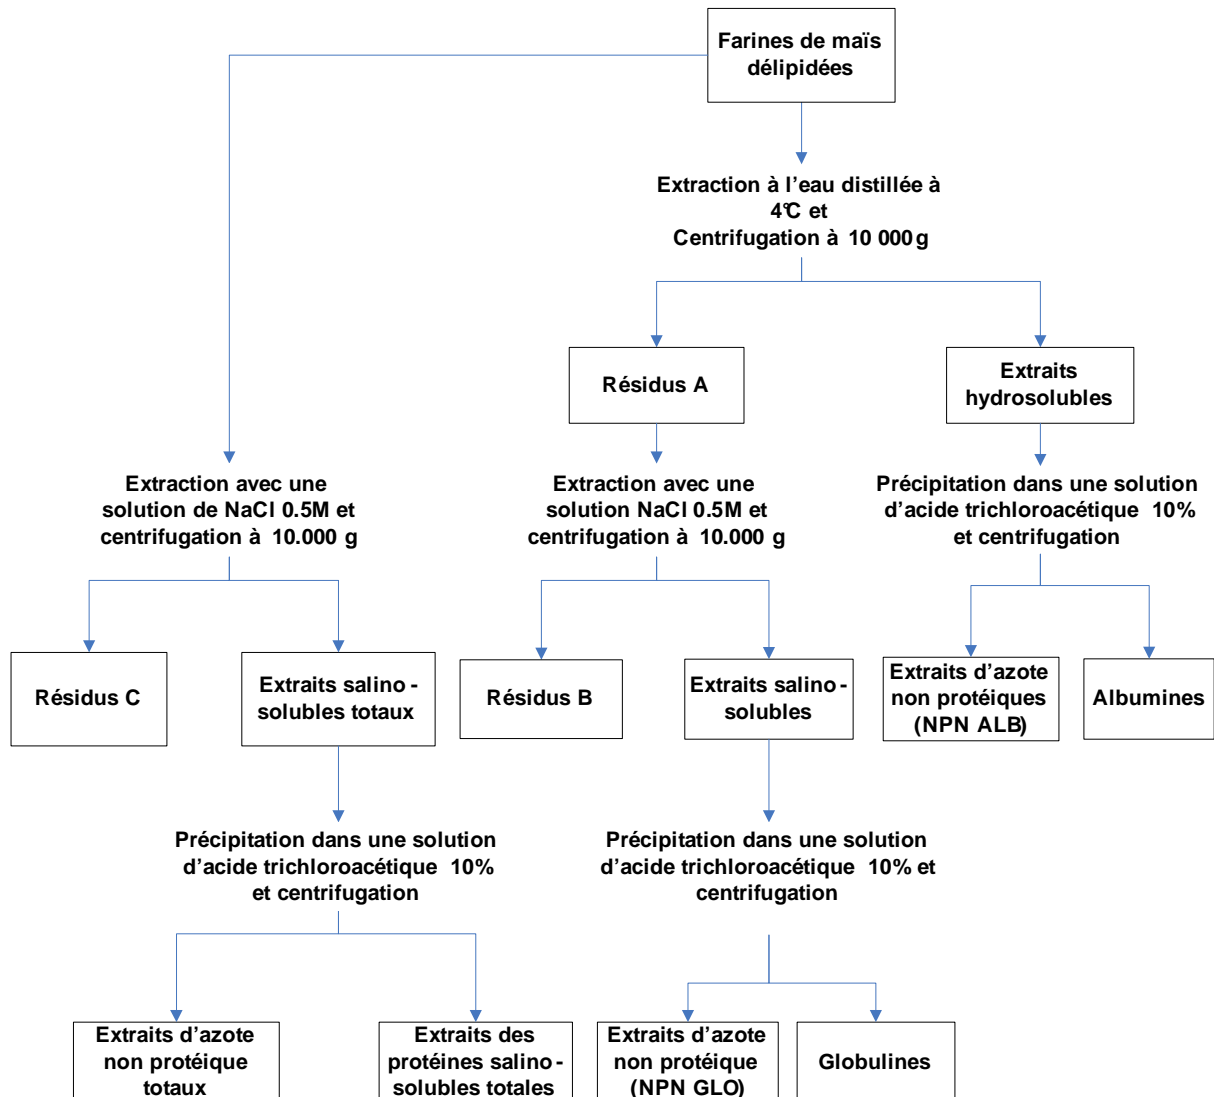 Farines de maïs
délipidées
Extraction à l'eau distillée à
4°C et
Centrifugation à 10 000 g
Résidus A
Extraits
hydrosolubles
Extraction avec une
solution de NaCl 0.5M et
centrifugation à 10.000 g
Extraction avec une
solution NaCl 0.5M et
centrifugation à 10.000 g
Précipitation dans une solution
d'acide trichloroacétique 10%
et centrifugation
Résidus C
Extraits salino -
solubles totaux
Résidus B
Extraits salino -
solubles
Extraits d'azote
non protéiques
(NPN ALB)
Albumines
Précipitation dans une solution
d'acide trichloroacétique 10%
et centrifugation
Précipitation dans une solution
d'acide trichloroacétique 10% et
centrifugation
Extraits d'azote
non protéique
totaux
Extraits des
protéines salino -
solubles totales
Extraits d'azote
non protéique
(NPN GLO)
Globulines